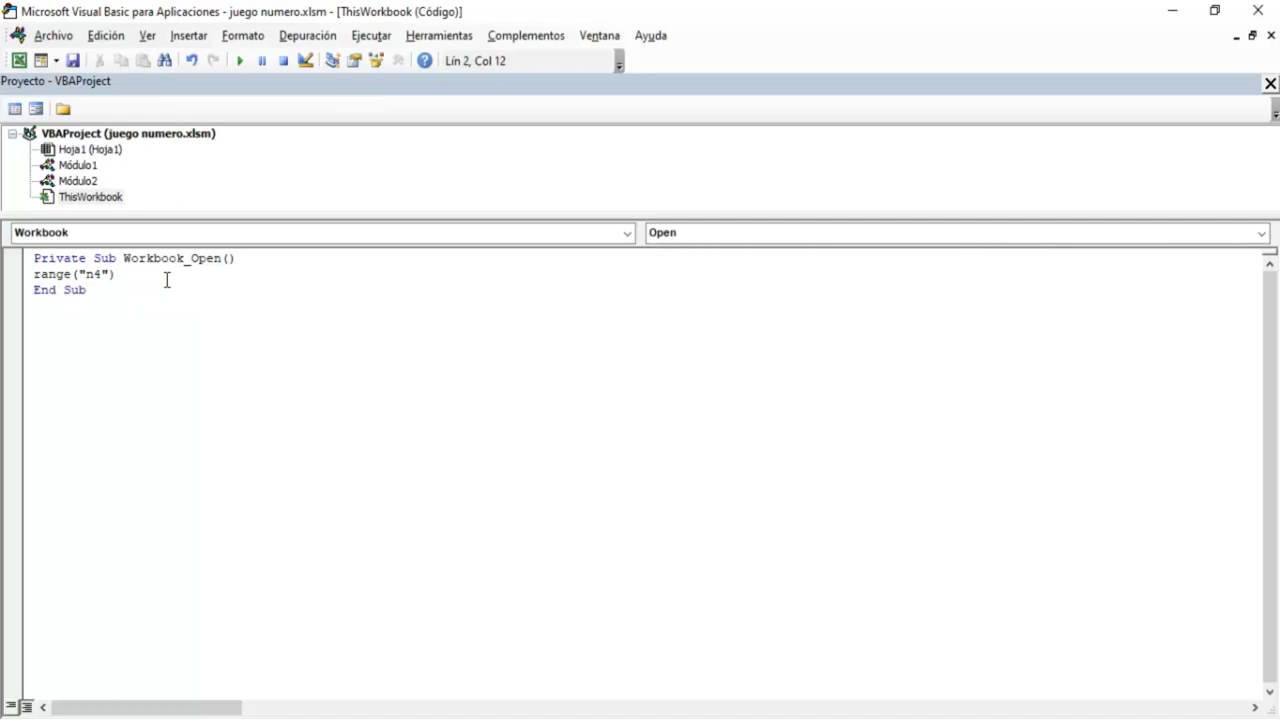 Microsoft Visual Basic para Aplicaciones - juego numero.xlsm - [ThisWorkbook (Código)]
Archivo Edición Ver Insertar Formato Depuración Ejecutar Herramientas Complementos Ventana Ayuda
Lín 2, Col 12
Proyecto - VBAProject
VBAProject (juego numero.xlsm)
Hoja1 (Hoja1)
Módulo1
Módulo2
ThisWorkbook
Workbook Open
Private Sub Workbook_Open()
range("n4")
End Sub